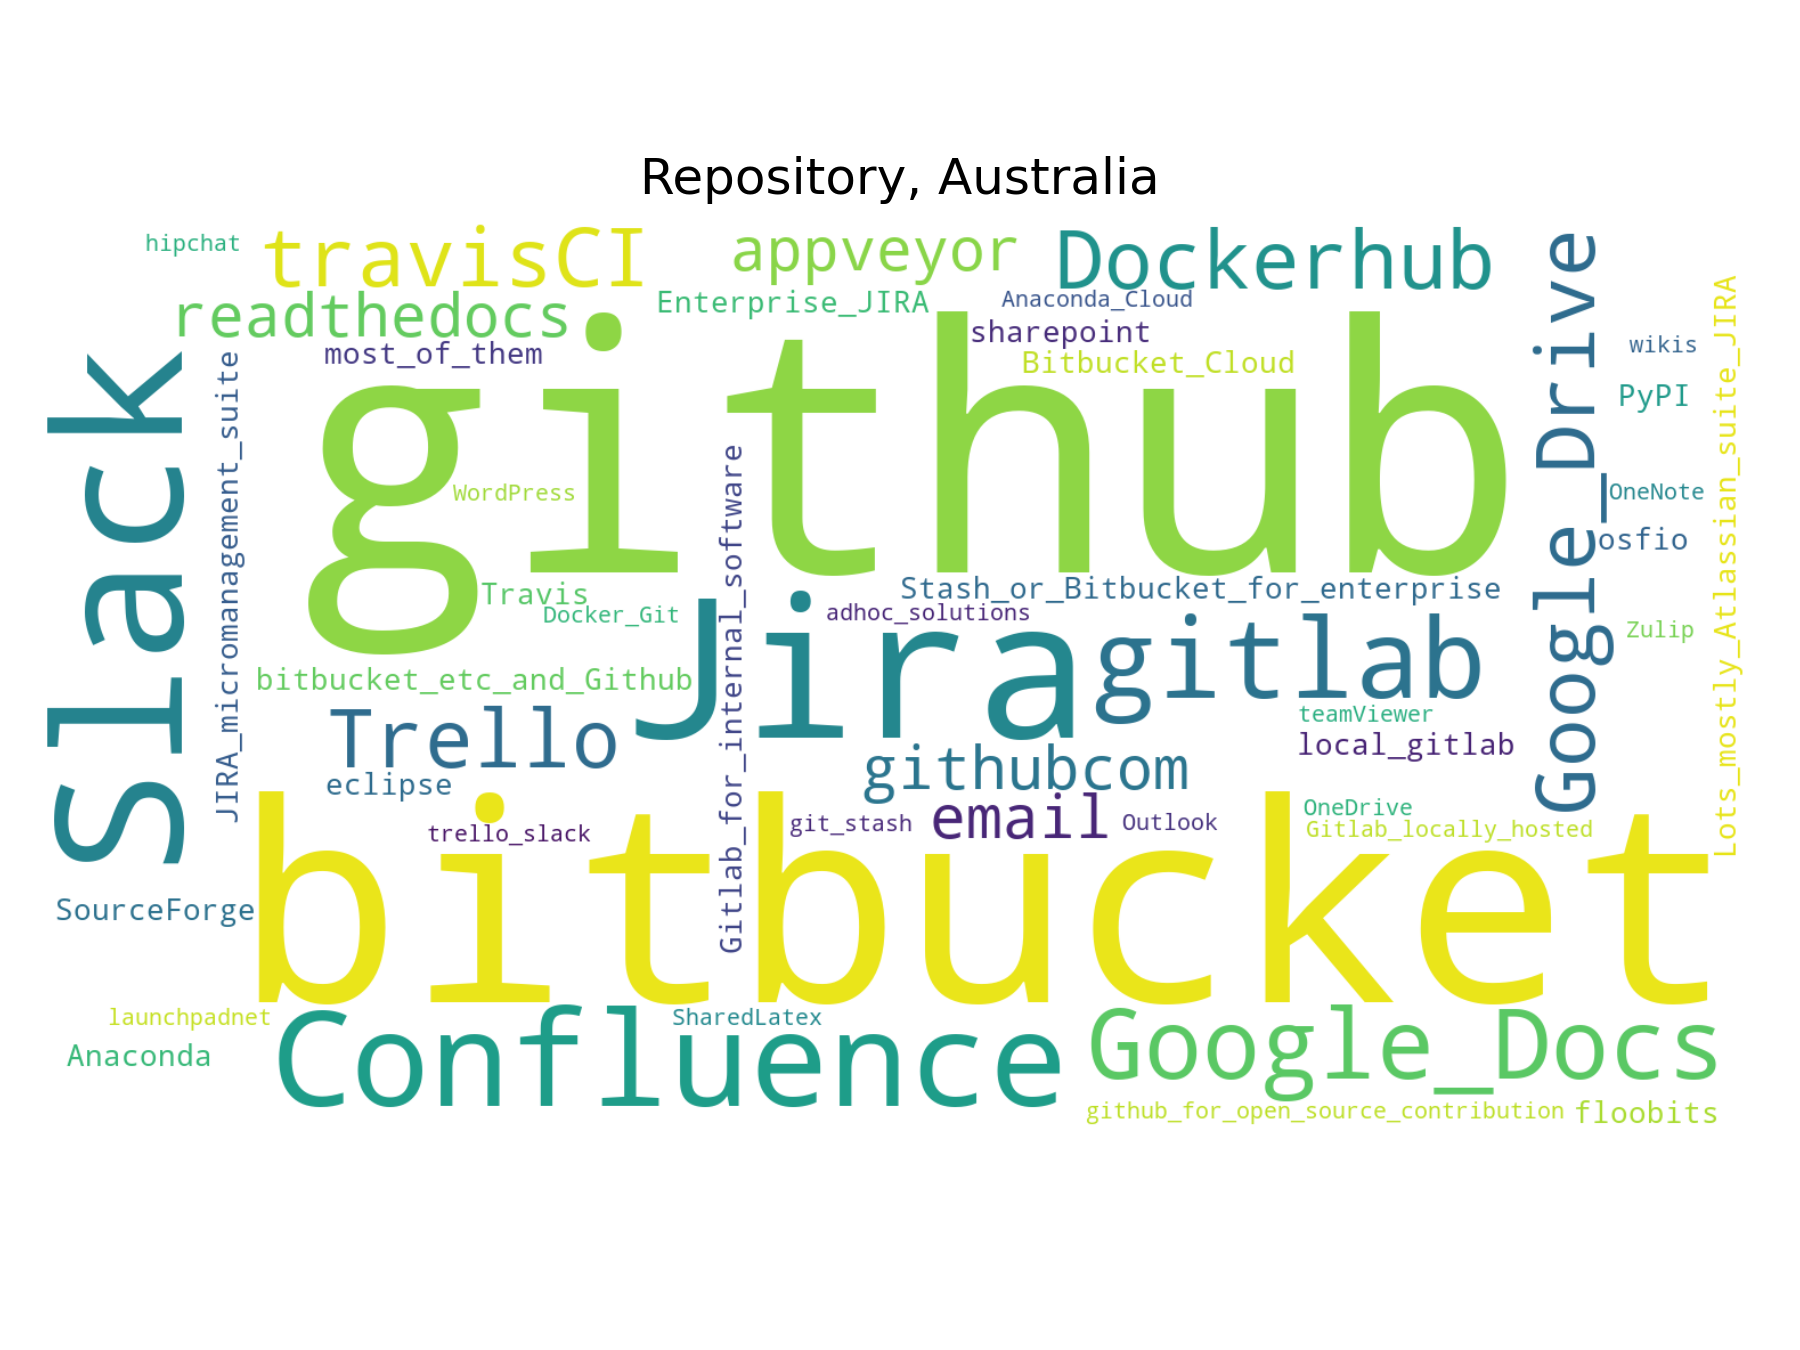 Repository, Australia
hipchat
travisCI
appveyor
Dockerhub
Google_Drive
readthedocs
Enterprise_JIRA
Anaconda_Cloud
sharepoint
most_of_them
Bitbucket_Cloud
wikis
PyPI
Lots_mostly_Atlassian_suite_JIRA
Slack
JIRA_micromanagement_suite
github
WordPress
Gitlab_for_internal_software
OneNote
osfio
Travis
Docker_Git
Stash_or_Bitbucket_for_enterprise
adhoc_solutions
Zulip
bitbucket_etc_and_Github
Jira
gitlab
Trello
teamViewer
local_gitlab
githubcom
eclipse
trello_slack
git_stash
email
Outlook
OneDrive
Gitlab_locally_hosted
SourceForge
bitbucket
launchpadnet
SharedLatex
Anaconda
Confluence
Google_Docs
github_for_open_source_contribution
floobits